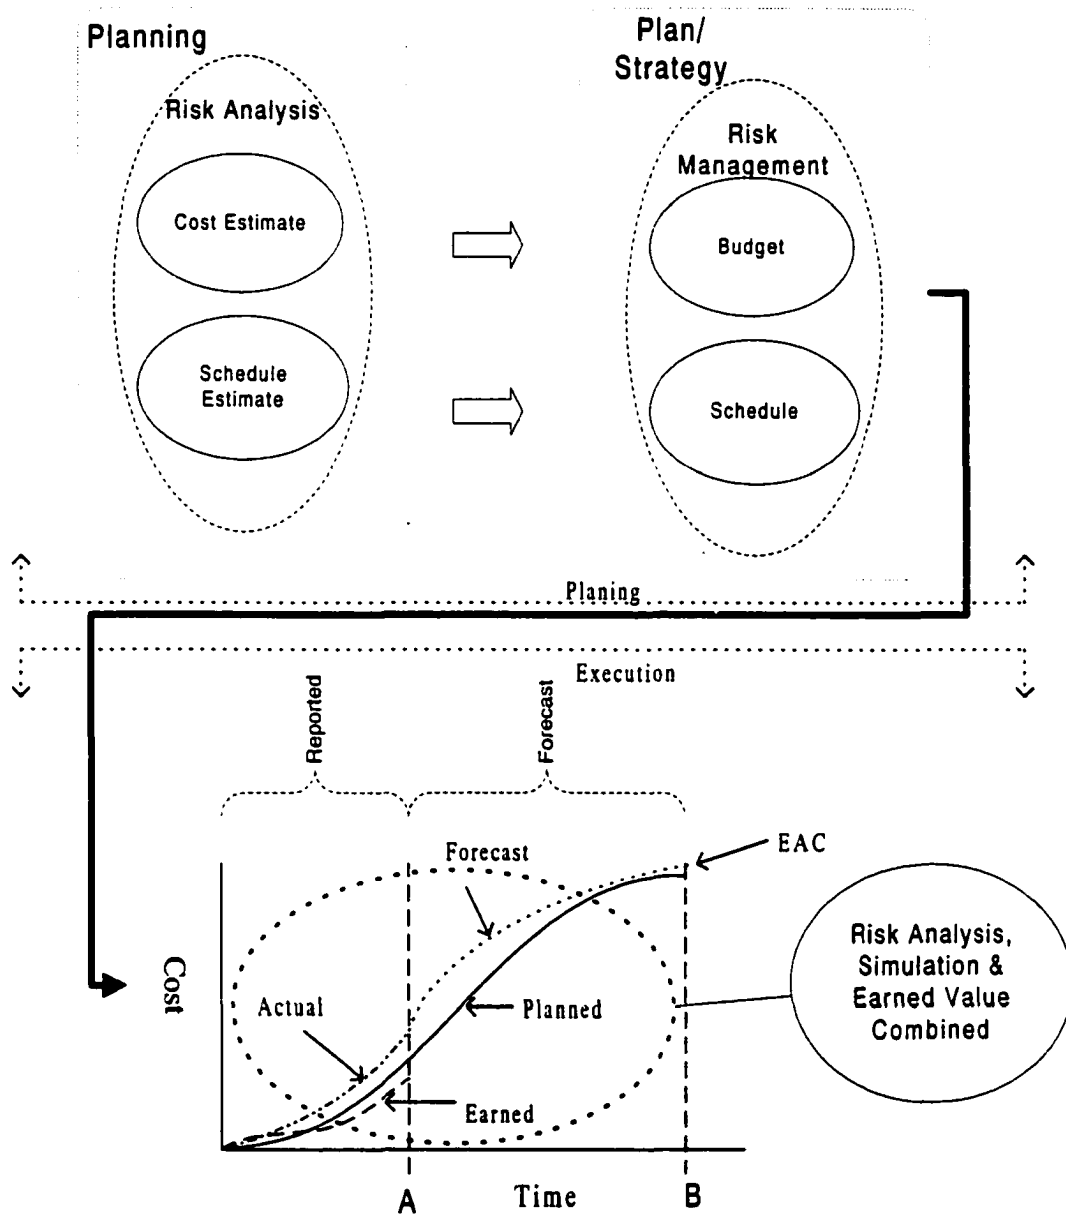 Planning
Plan/
Strategy
Risk Analysis
Risk
Management
Cost Estimate
Budget
Schedule
Estimate
Schedule
Planing
Execution
Reported
Forecast
EAC
Forecast
Risk Analysis,
Simulation &
Earned Value
Combined
Cost
Actual
Planned
Earned
A
Time
B